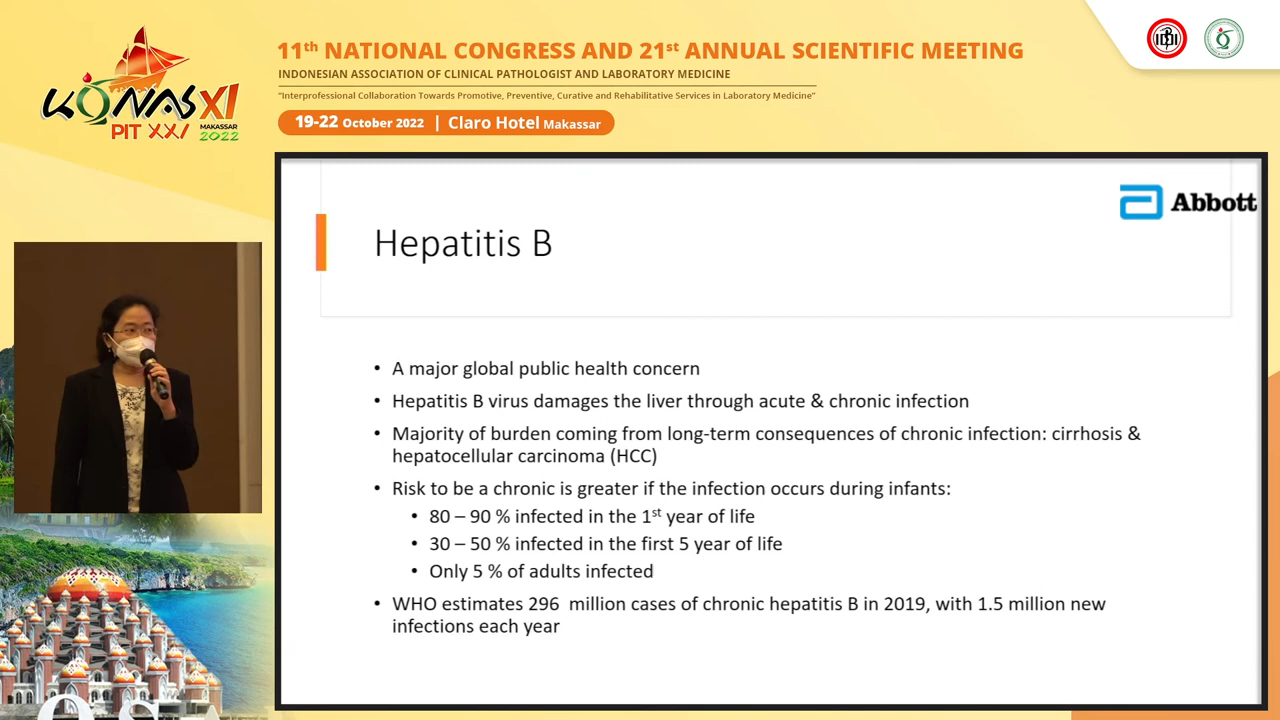 KONAS XI
PIT XXI MAKASSAR 2022
11th NATIONAL CONGRESS AND 21st ANNUAL SCIENTIFIC MEETING
INDONESIAN ASSOCIATION OF CLINICAL PATHOLOGIST AND LABORATORY MEDICINE
"Interprofessional Collaboration Towards Promotive, Preventive, Curative and Rehabilitative Services in Laboratory Medicine"
19-22 October 2022 | Claro Hotel Makassar
Abbott
Hepatitis B
• A major global public health concern
• Hepatitis B virus damages the liver through acute & chronic infection
• Majority of burden coming from long-term consequences of chronic infection: cirrhosis &
hepatocellular carcinoma (HCC)
• Risk to be a chronic is greater if the infection occurs during infants:
• 80 – 90 % infected in the 1st year of life
• 30 – 50 % infected in the first 5 year of life
• Only 5 % of adults infected
• WHO estimates 296 million cases of chronic hepatitis B in 2019, with 1.5 million new
infections each year